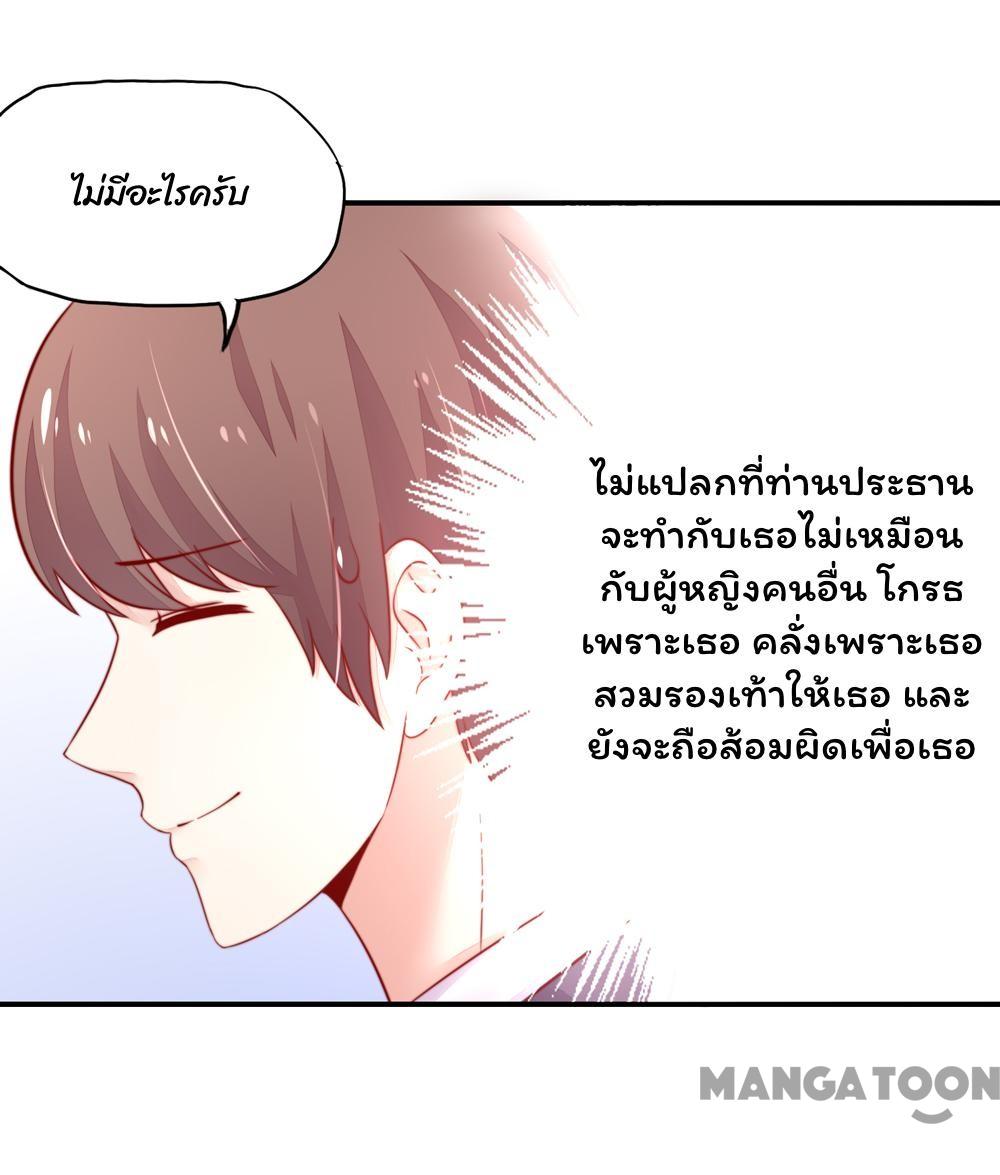 ไม่มีอะไรครับ
ไม่แปลกที่ท่านประธาน
จะทำกับเธอไม่เหมือน
กับผู้หญิงคนอื่น โกรธ
เพราะเธอ คลั่งเพราะเธอ
สวมรองเท้าให้เธอ และ
ยังจะถือส้อมผิดเพื่อเธอ
MANGATOON